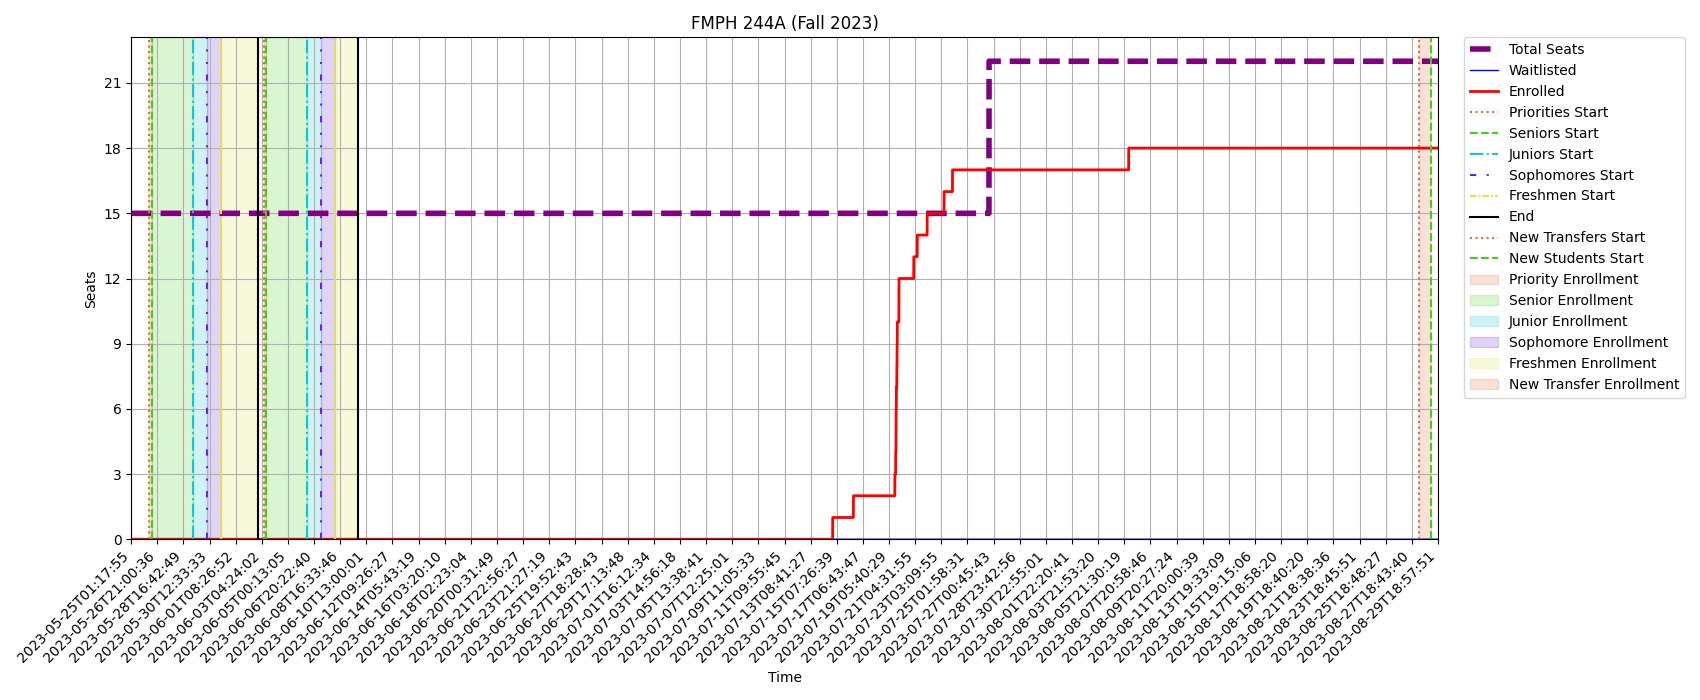 FMPH 244A (Fall 2023)
Seats
21
18
15
12
9
6
3
0
2023-05-25T01:17:55
2023-05-26T21:00:36
2023-05-28T16:42:49
2023-05-30T12:33:33
2023-06-01T08:26:52
2023-06-03T04:24:02
2023-06-05T00:13:05
2023-06-06T20:22:40
2023-06-08T16:33:46
2023-06-10T13:00:01
2023-06-12T09:26:27
2023-06-14T05:43:19
2023-06-16T03:20:10
2023-06-18T02:23:04
2023-06-20T00:31:49
2023-06-21T22:56:27
2023-06-23T21:27:19
2023-06-25T19:52:43
2023-06-27T18:28:43
2023-06-29T17:13:48
2023-07-01T16:12:34
2023-07-03T14:56:18
2023-07-05T13:38:41
2023-07-07T12:25:01
2023-07-09T11:05:33
2023-07-11T09:55:45
2023-07-13T08:41:27
2023-07-15T07:26:39
2023-07-17T06:43:47
2023-07-19T05:40:29
2023-07-21T04:31:55
2023-07-23T03:09:55
2023-07-25T01:58:31
2023-07-27T00:45:43
2023-07-28T23:42:56
2023-07-30T22:55:01
2023-08-01T22:20:41
2023-08-03T21:53:20
2023-08-05T21:30:19
2023-08-07T20:58:46
2023-08-09T20:27:24
2023-08-11T20:00:39
2023-08-13T19:33:09
2023-08-15T19:15:06
2023-08-17T18:58:20
2023-08-19T18:40:20
2023-08-21T18:38:36
2023-08-23T18:45:51
2023-08-25T18:48:27
2023-08-27T18:43:40
2023-08-29T18:57:51
Time
Total Seats
Waitlisted
Enrolled
Priorities Start
Seniors Start
Juniors Start
Sophomores Start
Freshmen Start
End
New Transfers Start
New Students Start
Priority Enrollment
Senior Enrollment
Junior Enrollment
Sophomore Enrollment
Freshmen Enrollment
New Transfer Enrollment